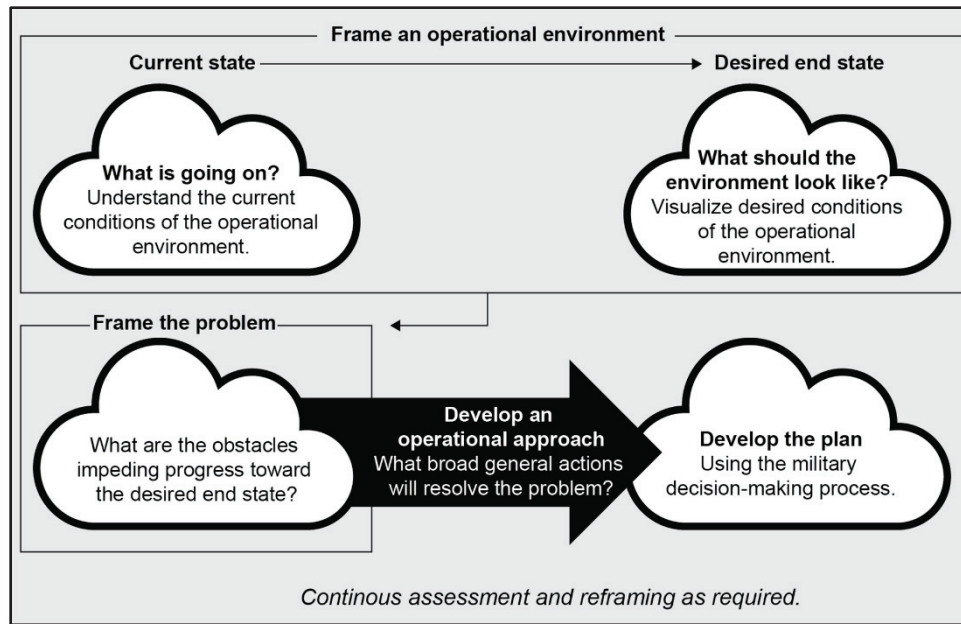 Frame an operational environment
Current state
Desired end state
What is going on?
Understand the current
conditions of the operational
environment.
What should the
environment look like?
Visualize desired conditions
of the operational
environment.
Frame the problem
What are the obstacles
impeding progress toward
the desired end state?
Develop an
operational approach
What broad general actions
will resolve the problem?
Develop the plan
Using the military
decision-making process.
Continous assessment and reframing as required.